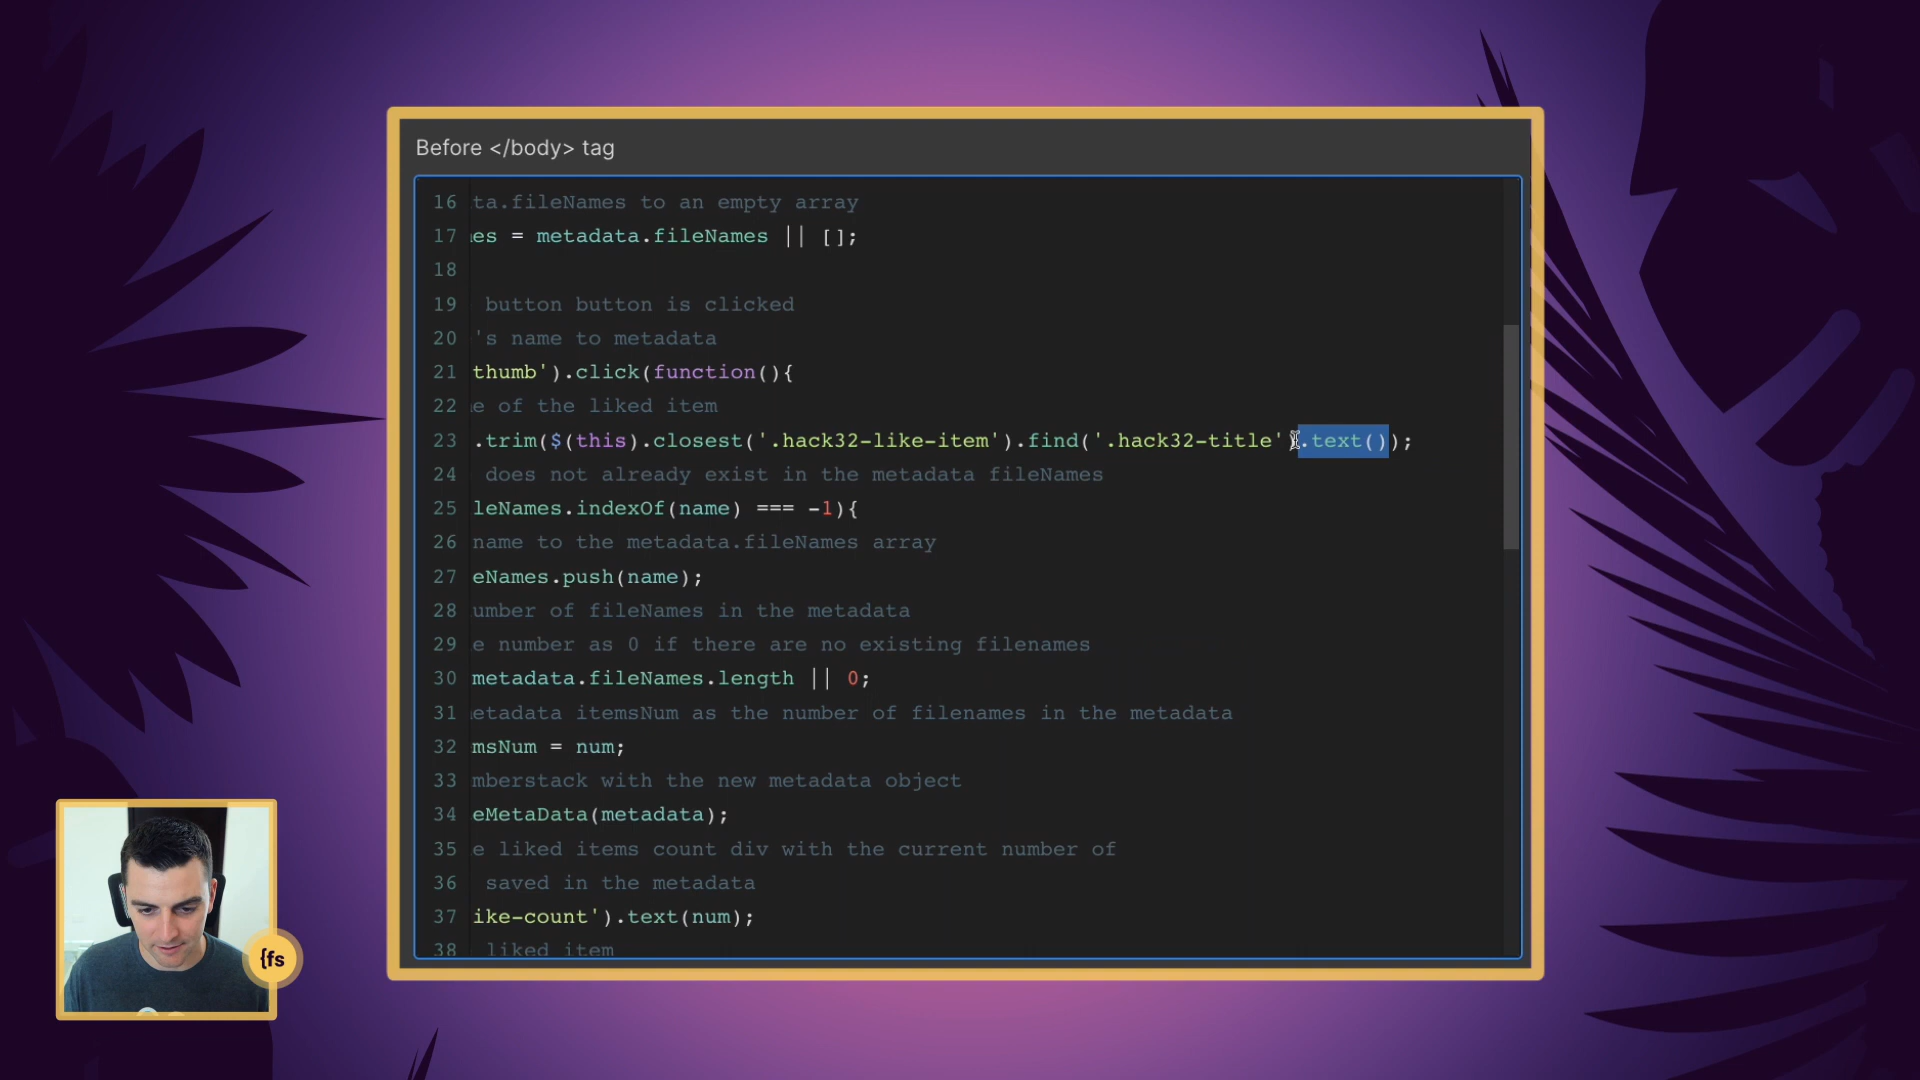 Before </body> tag
16 ta.fileNames to an empty array
17 es = metadata.fileNames || [];
18
19 button button is clicked
20 's name to metadata
21 thumb').click(function(){
22 e of the liked item
23 .trim($(this).closest('.hack32-like-item').find('.hack32-title').text());
24 does not already exist in the metadata fileNames
25 leNames.indexOf(name) === -1){
26 name to the metadata.fileNames array
27 eNames.push(name);
28 umber of fileNames in the metadata
29 e number as 0 if there are no existing filenames
30 metadata.fileNames.length || 0;
31 etadata itemsNum as the number of filenames in the metadata
32 msNum = num;
33 mberstack with the new metadata object
34 eMetaData(metadata);
35 e liked items count div with the current number of
36 saved in the metadata
37 ike-count').text(num);
38 liked item
{fs